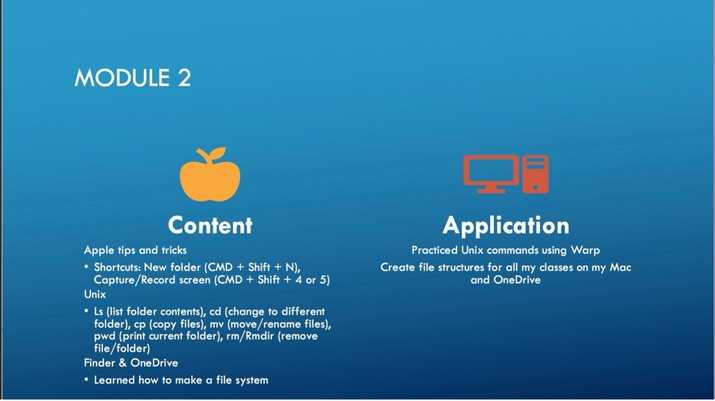 MODULE 2
Content
Apple tips and tricks
• Shortcuts: New folder (CMD + Shift + N),
Capture/Record screen (CMD + Shift + 4 or 5)
Unix
• Ls (list folder contents), cd (change to different
folder), cp (copy files), mv (move/rename files),
pwd (print current folder), rm/Rmdir (remove
file/folder)
Finder & OneDrive
• Learned how to make a file system
Application
Practiced Unix commands using Warp
Create file structures for all my classes on my Mac
and OneDrive